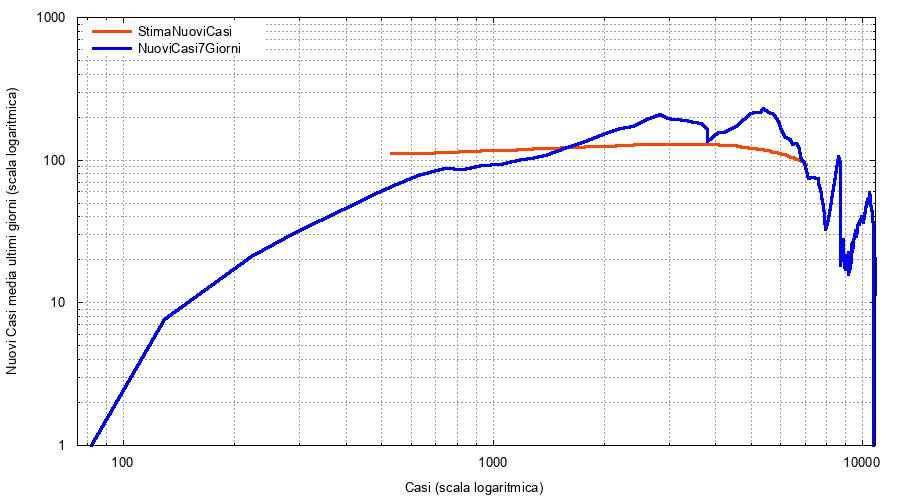 1000
StimaNuoviCasi
NuoviCasi7Giorni
100
10
1
Nuovi Casi media ultimi giorni (scala logaritmica)
100
1000
10000
Casi (scala logaritmica)